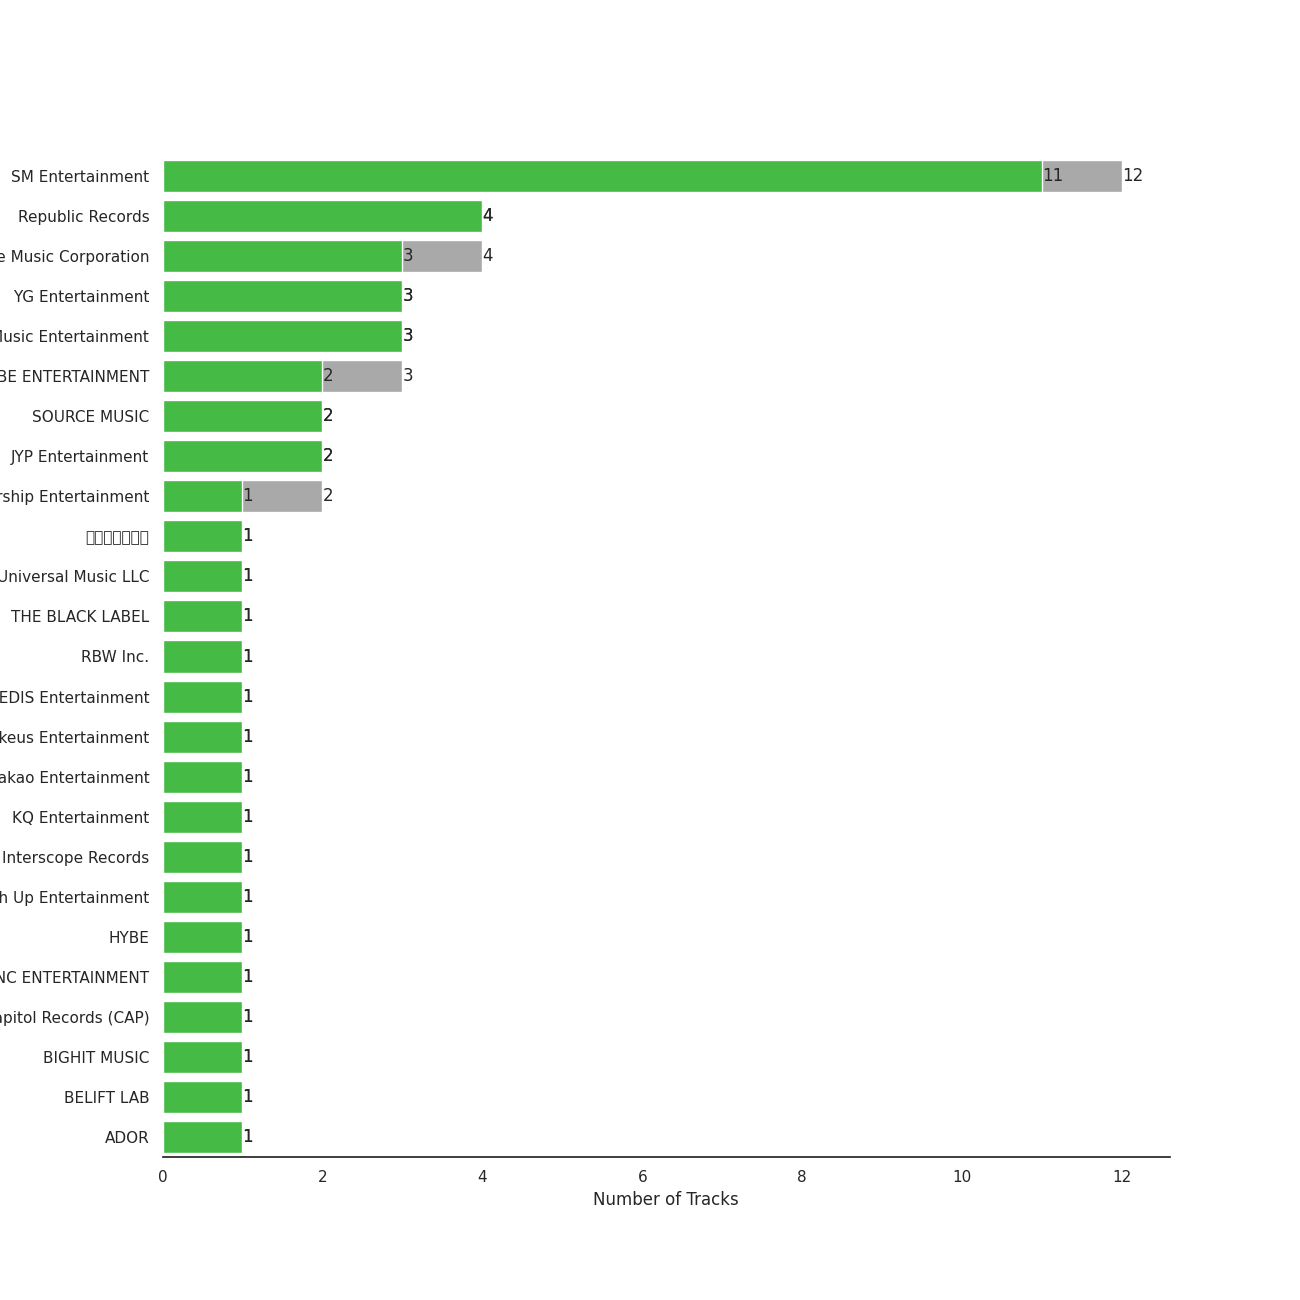 SM Entertainment 11 12
Republic Records 4
e Music Corporation 3 4
YG Entertainment 3
Music Entertainment 3
BE ENTERTAINMENT 2 3
SOURCE MUSIC 2
JYP Entertainment 2
rship Entertainment 1 2
1
Universal Music LLC 1
THE BLACK LABEL 1
RBW Inc. 1
EDIS Entertainment 1
keus Entertainment 1
akao Entertainment 1
KQ Entertainment 1
Interscope Records 1
h Up Entertainment 1
HYBE 1
NC ENTERTAINMENT 1
apitol Records (CAP) 1
BIGHIT MUSIC 1
BELIFT LAB 1
ADOR 1
0 2 4 6 8 10 12
Number of Tracks